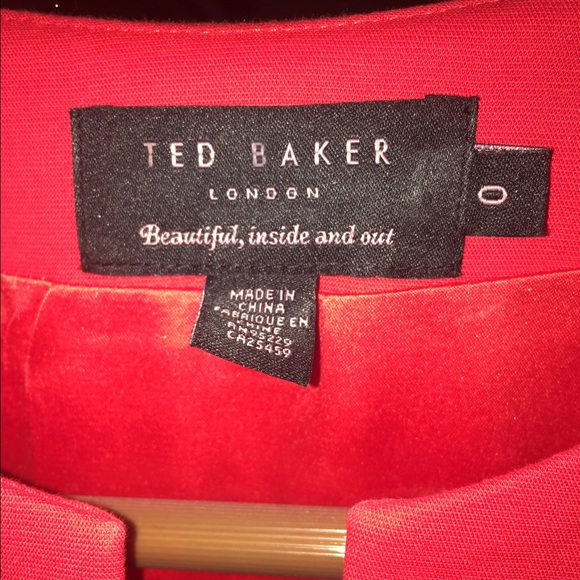 TED BAKER
LONDON
Beautiful, inside and out
0
MADE IN
CHINA
FABRIQUE EN
CHINE
RN95229
CA25459